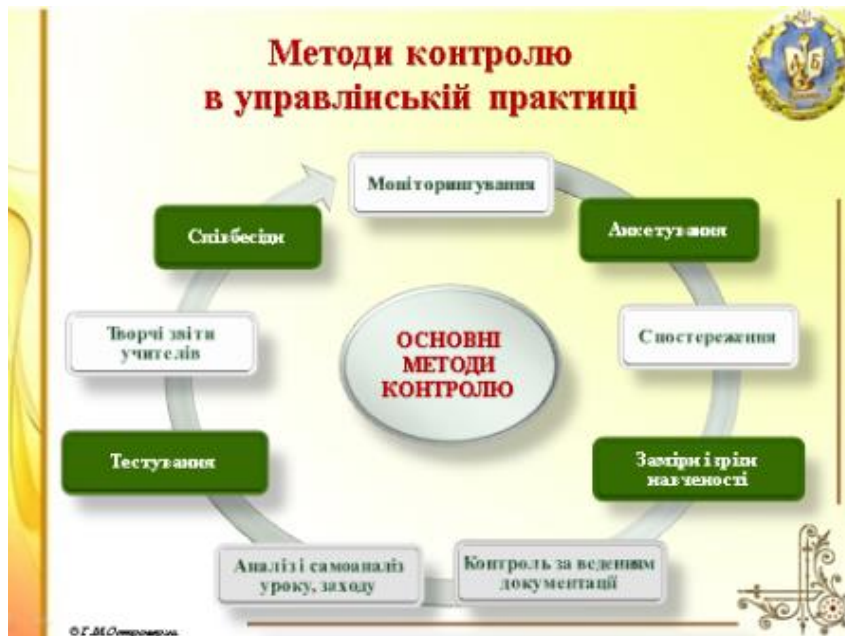 Методи контролю
в управлінській практиці
Моніторингування
Анкетування
Спостереження
Заміри і зрізи
навченості
Контроль за веденням
документації
Аналіз і самоаналіз
уроку, заходу
Тестування
Творчі звіти
учителів
Співбесіди
ОСНОВНІ
МЕТОДИ
КОНТРОЛЮ